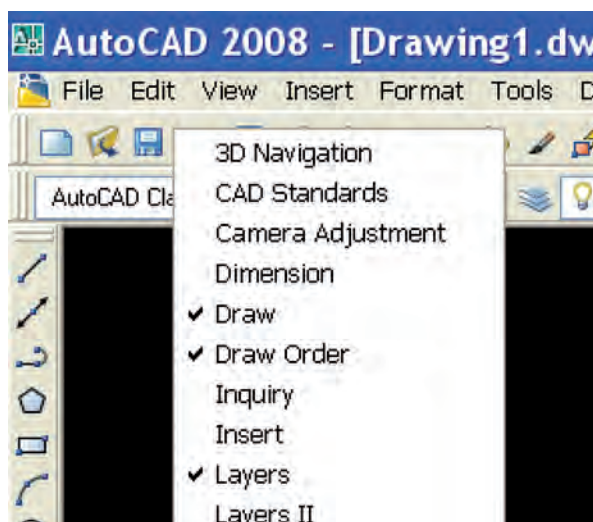 AutoCAD 2008 - [Drawing1.dw
File Edit View Insert Format Tools D
AutoCAD Cla
3D Navigation
CAD Standards
Camera Adjustment
Dimension
✓ Draw
✓ Draw Order
Inquiry
Insert
✓ Layers
Layers II